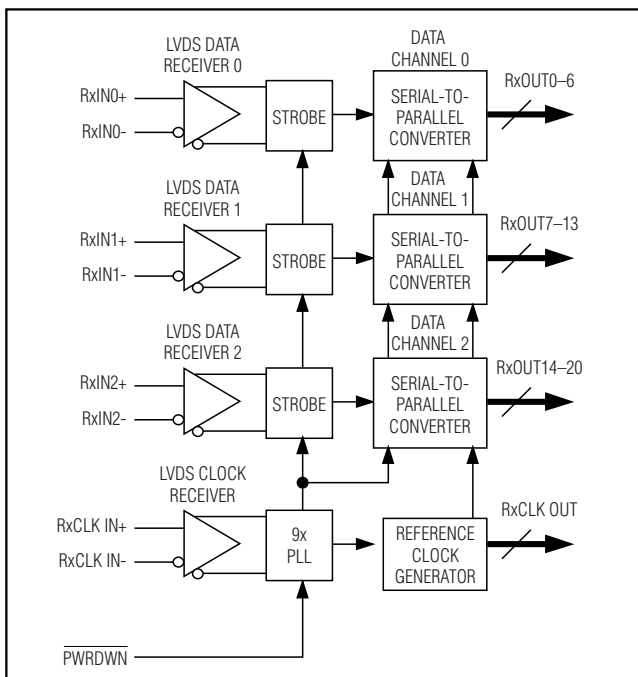 LVDS DATA
RECEIVER 0
DATA
CHANNEL 0
RxIN0+
RxIN0-
STROBE
SERIAL-TO-
PARALLEL
CONVERTER
RxOUT0–6
LVDS DATA
RECEIVER 1
DATA
CHANNEL 1
RxIN1+
RxIN1-
STROBE
SERIAL-TO-
PARALLEL
CONVERTER
RxOUT7–13
LVDS DATA
RECEIVER 2
DATA
CHANNEL 2
RxIN2+
RxIN2-
STROBE
SERIAL-TO-
PARALLEL
CONVERTER
RxOUT14–20
LVDS CLOCK
RECEIVER
RxCLK IN+
RxCLK IN-
9x
PLL
REFERENCE
CLOCK
GENERATOR
RxCLK OUT
PWRDWN